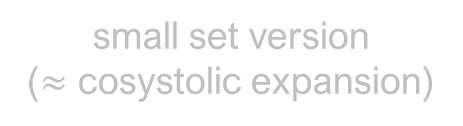 small set version
(≈ cosystolic expansion)